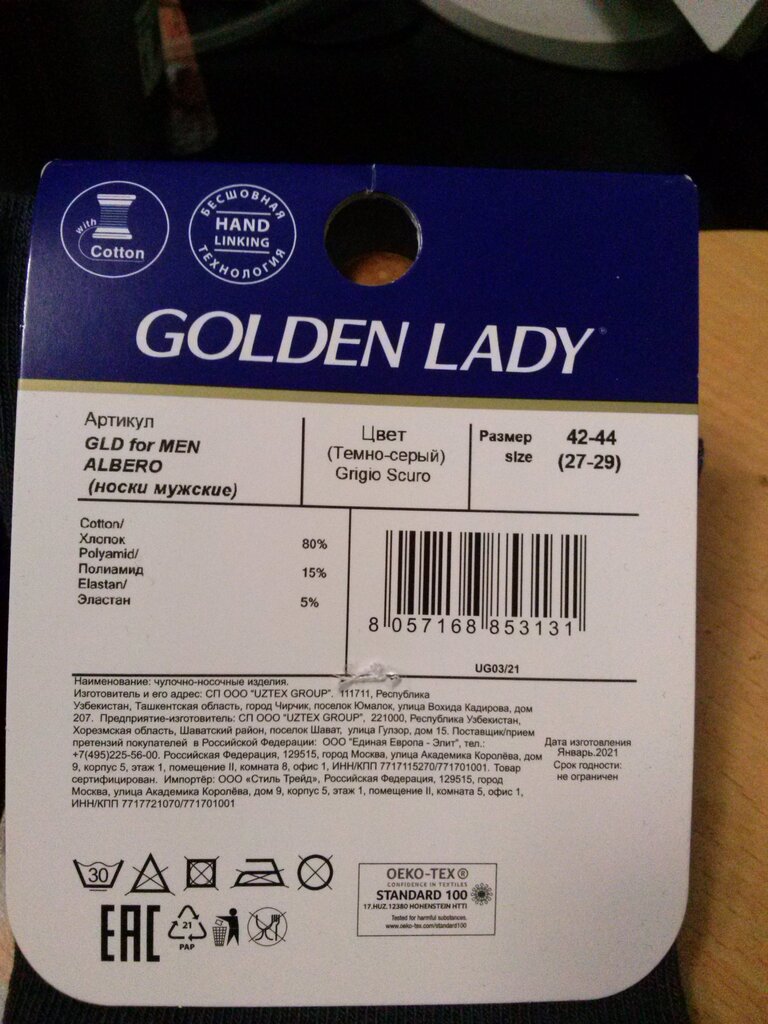 with
Cotton
БЕСШОВНАЯ
HAND
LINKING
ТЕХНОЛОГИЯ
GOLDEN LADY
Артикул
GLD for MEN
ALBERO
(носки мужские)
Цвет
(Темно-серый)
Grigio Scuro
Размер 42-44
size (27-29)
Cotton/
Хлопок 80%
Polyamid/
Полиамид 15%
Elastan/
Эластан 5%
8 057168 853131
UG03/21
Наименование: чулочно-носочные изделия.
Изготовитель и его адрес: СП ООО "UZTEX GROUP". 111711, Республика
Узбекистан, Ташкентская область, город Чирчик, поселок Юмалок, улица Вохида Кадирова, дом
207. Предприятие-изготовитель: СП ООО "UZTEX GROUP", 221000, Республика Узбекистан,
Хорезмская область, Шаватский район, поселок Шават, улица Гулзор, дом 15. Поставщик/прием
претензий покупателей в Российской Федерации: ООО "Единая Европа - Элит", тел.:
+7(495)225-56-00. Российская Федерация, 129515, город Москва, улица Академика Королёва, дом
9, корпус 5, этаж 1, помещение II, комната 8, офис 1, ИНН/КПП 7717115270/771701001. Товар
сертифицирован. Импортёр: ООО «Стиль Трейд», Российская Федерация, 129515, город
Москва, улица Академика Королёва, дом 9, корпус 5, этаж 1, помещение II, комната 5, офис 1,
ИНН/КПП 7717721070/771701001
Дата изготовления
Январь.2021
Срок годности:
не ограничен
30
OEKO-TEX®
CONFIDENCE IN TEXTILES
STANDARD 100
17.HUZ.12380 HOHENSTEIN HTTI
Tested for harmful substances.
www.oeko-tex.com/standard100
EAC
21
PAP